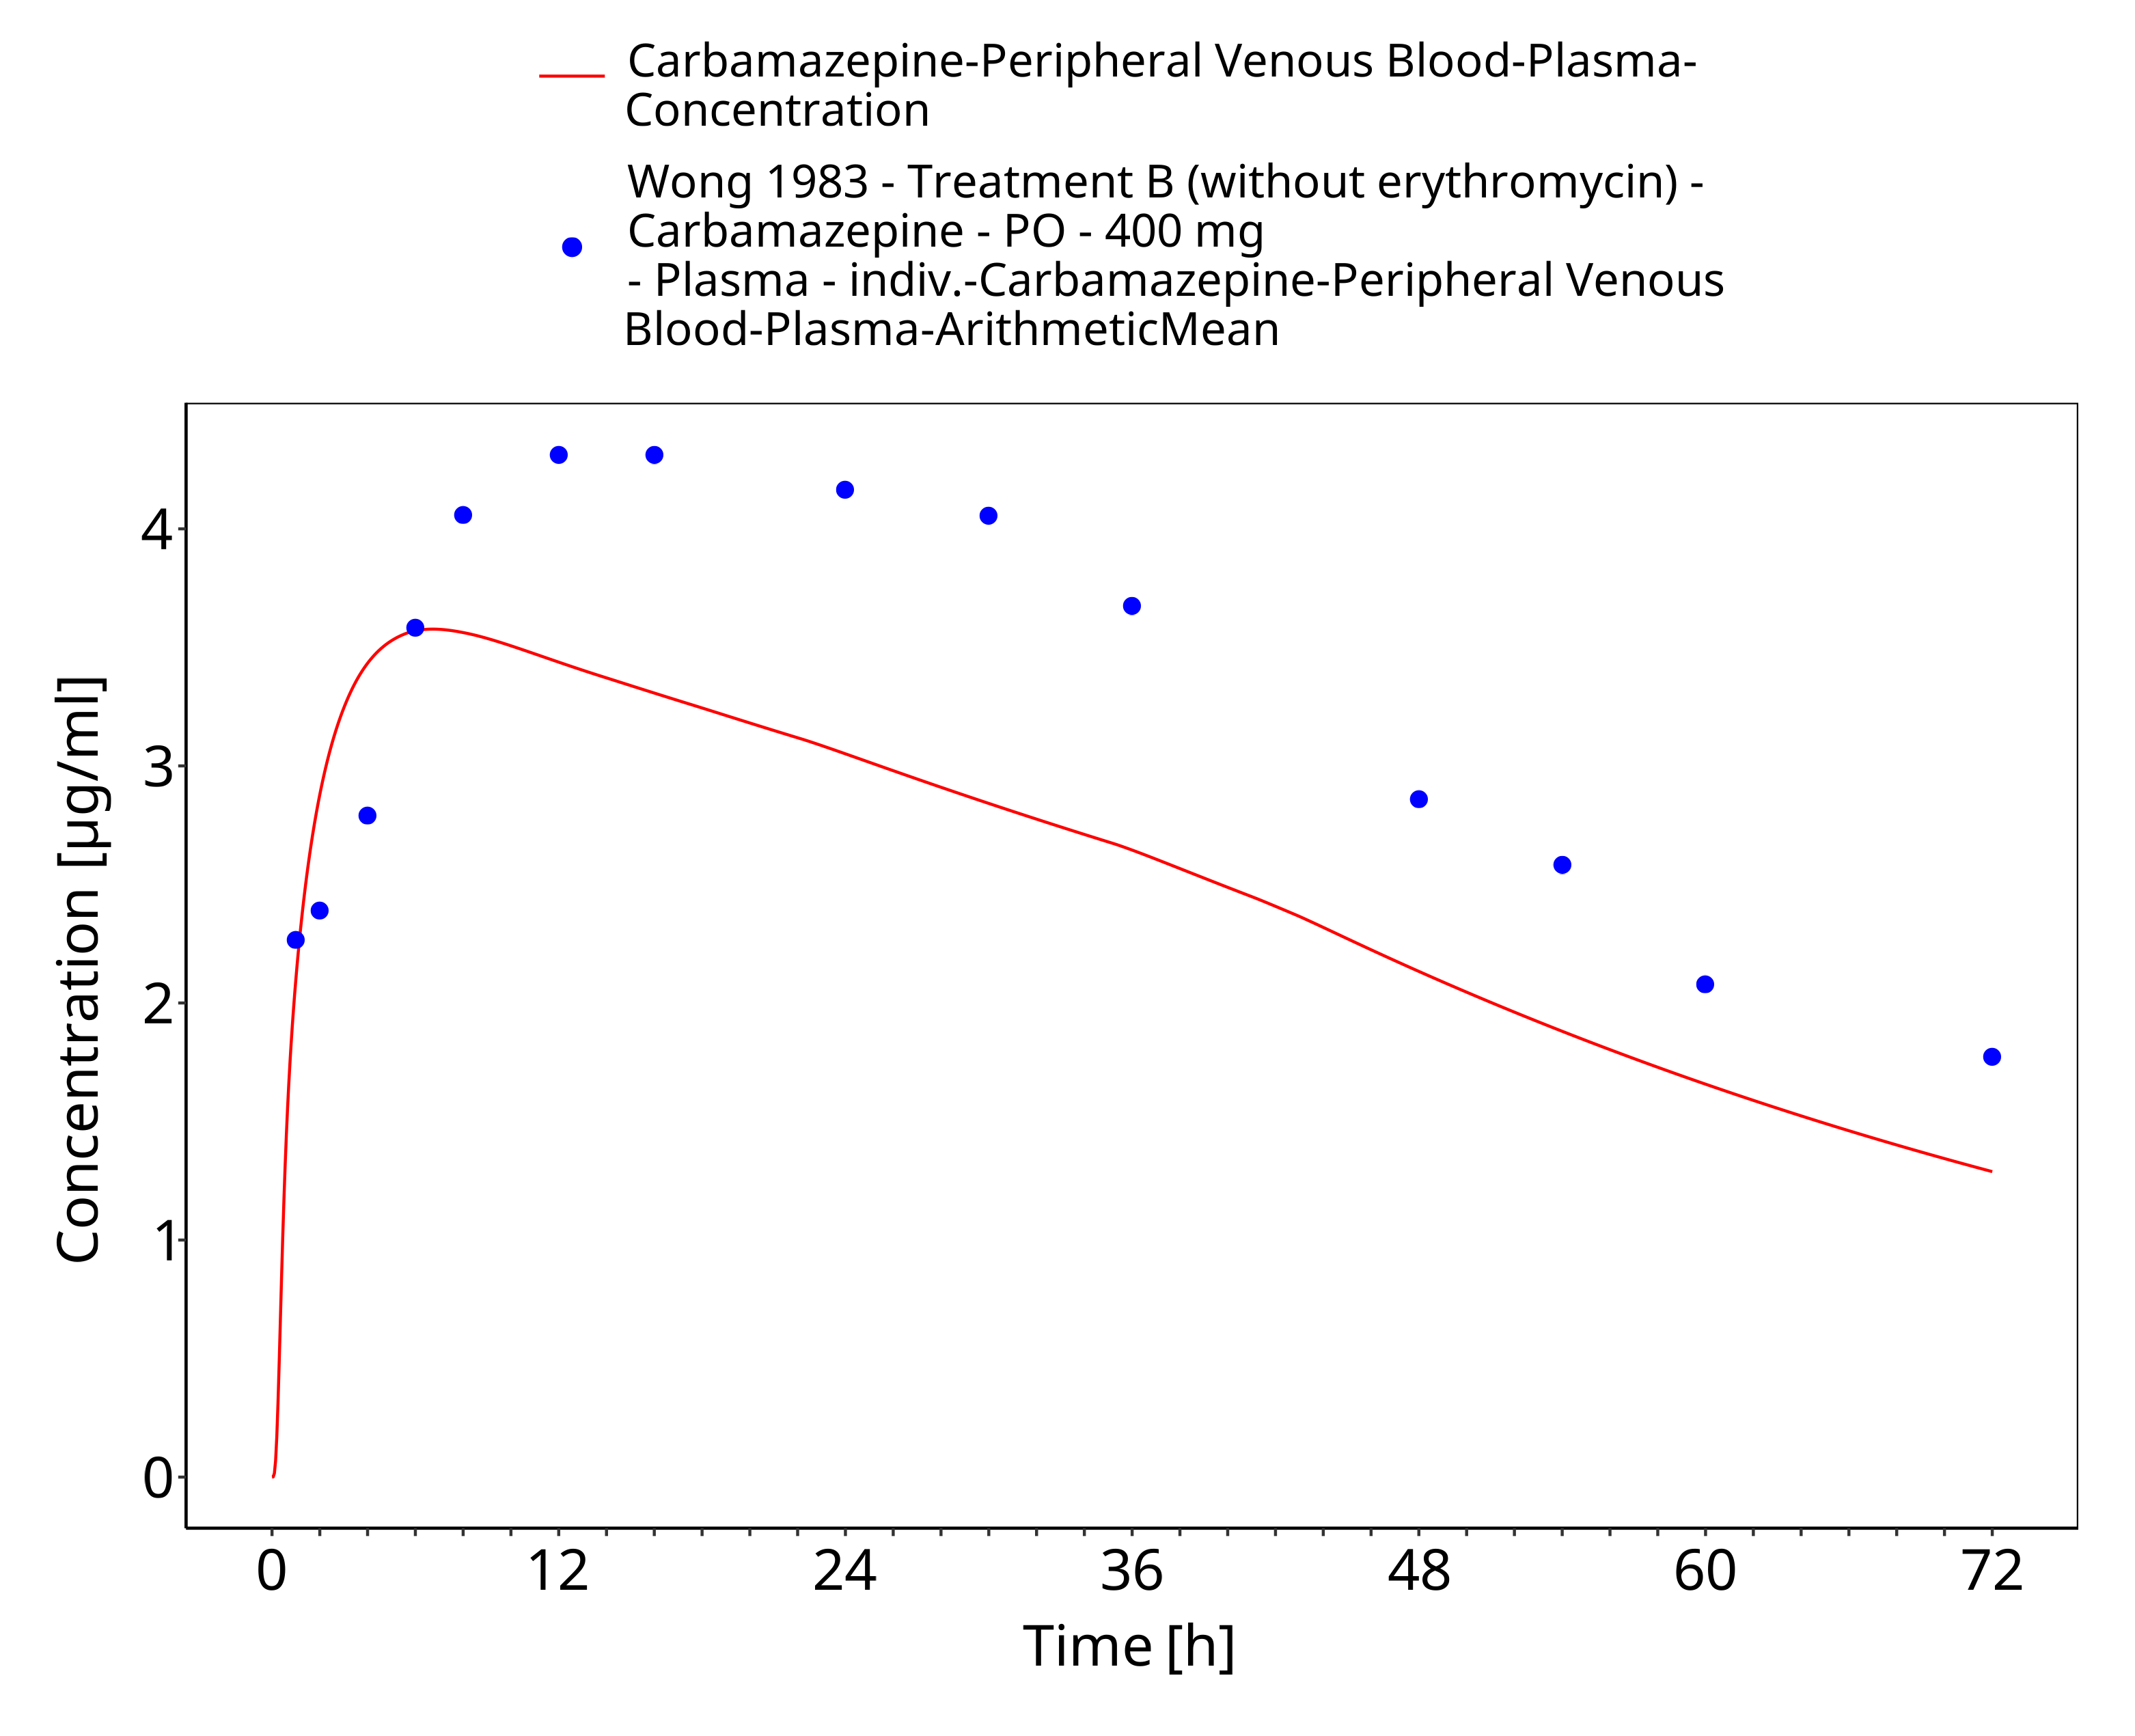 Carbamazepine-Peripheral Venous Blood-Plasma-
Concentration
Wong 1983 - Treatment B (without erythromycin) -
Carbamazepine - PO - 400 mg
- Plasma - indiv.-Carbamazepine-Peripheral Venous
Blood-Plasma-ArithmeticMean
Concentration [µg/ml]
4
3
2
1
0
0 12 24 36 48 60 72
Time [h]